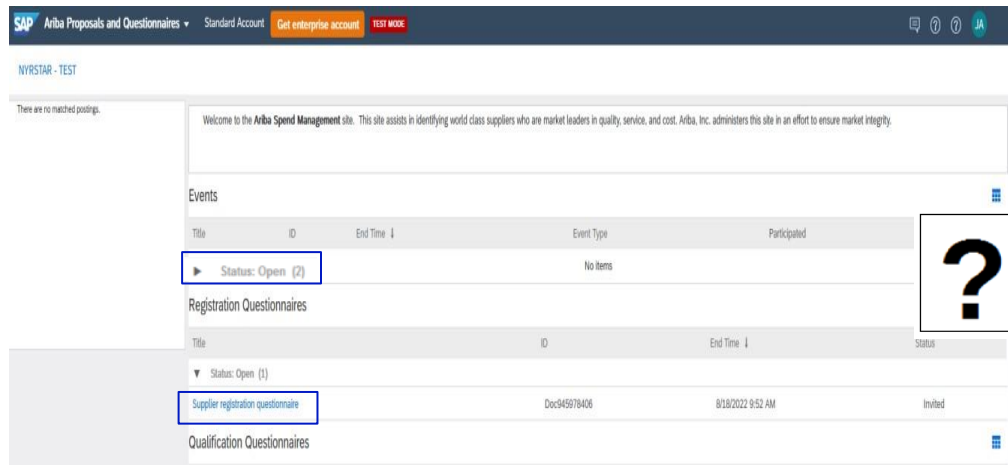 SAP Ariba Proposals and Questionnaires Standard Account Get enterprise account TEST MODE JA
NYRSTAR - TEST
There are no matched postings.
Welcome to the Ariba Spend Management site. This site assists in identifying world class suppliers who are market leaders in quality, service, and cost. Ariba, Inc. administers this site in an effort to ensure market integrity.
Events
Title ID End Time ↓ Event Type Participated
Status: Open (2) No items
?
Registration Questionnaires
Title ID End Time ↓ Status
Status: Open (1)
Supplier registration questionnaire Doc945978406 8/18/2022 9:52 AM Invited
Qualification Questionnaires